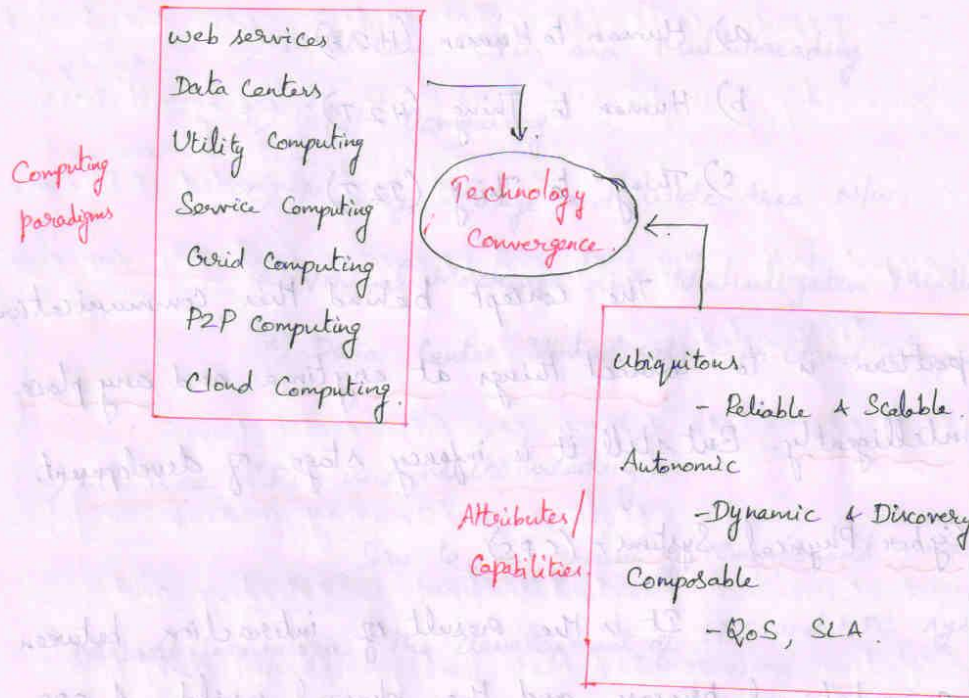 web services
Data Centers
Utility Computing
Service Computing
Grid Computing
P2P Computing
Cloud Computing.
Computing
paradigms
Technology
Convergence.
Attributes/
Capabilities
Ubiquitous
- Reliable & Scalable.
Autonomic
- Dynamic & Discovery
Composable
- QoS, SLA.